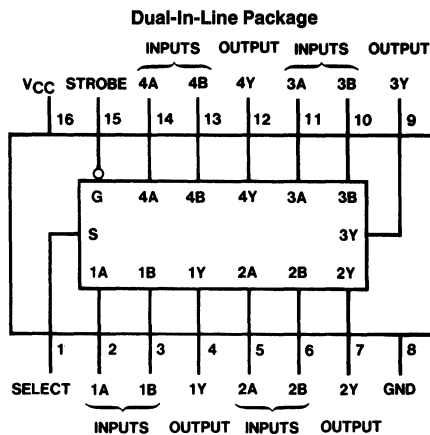 Dual-In-Line Package
INPUTS OUTPUT INPUTS OUTPUT
VCC STROBE 4A 4B 4Y 3A 3B 3Y
16 15 14 13 12 11 10 9
G 4A 4B 4Y 3A 3B
S 3Y
1A 1B 1Y 2A 2B 2Y
1 2 3 4 5 6 7 8
SELECT 1A 1B 1Y 2A 2B 2Y GND
INPUTS OUTPUT INPUTS OUTPUT